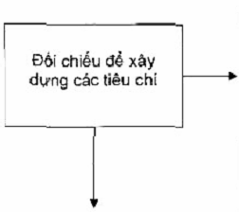 Đối chiếu để xây
dựng các tiêu chí